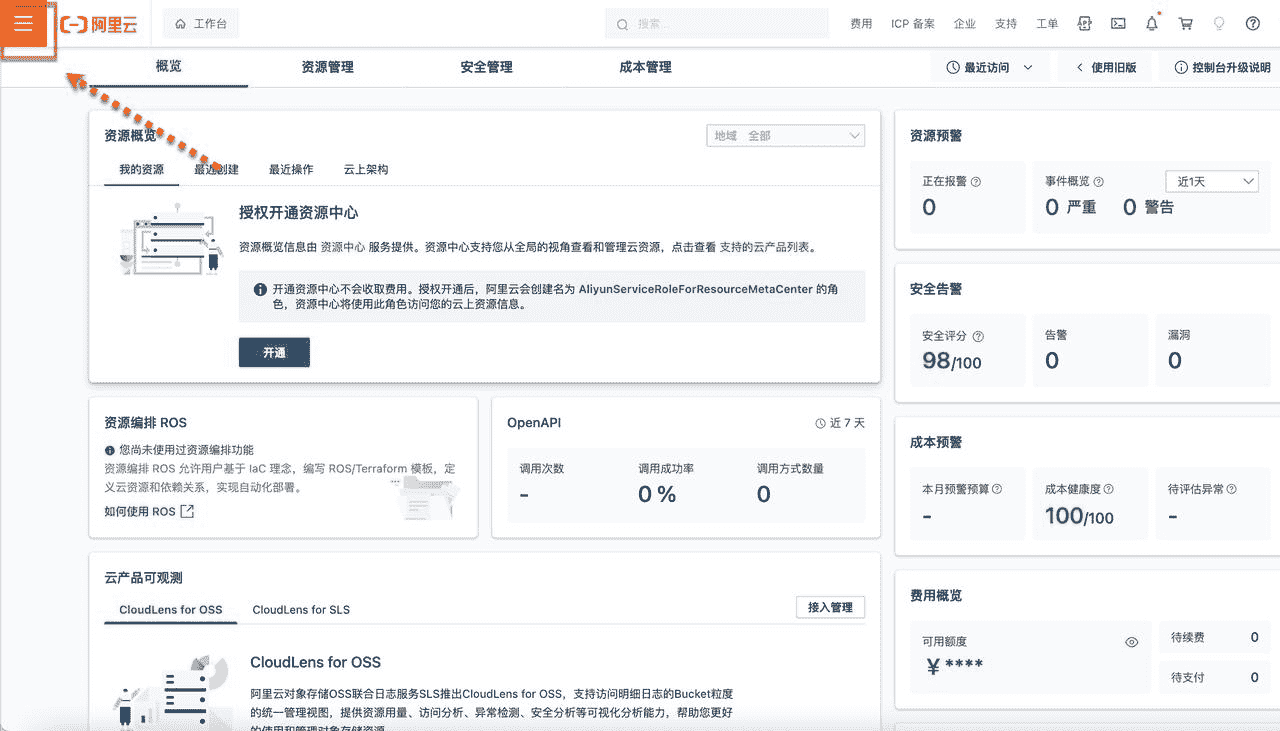 阿里云
工作台
搜索...
费用
ICP 备案
企业
支持
工单
概览
资源管理
安全管理
成本管理
最近访问
使用旧版
控制台升级说明
资源概览
地域 全部
我的资源
最近创建
最近操作
云上架构
授权开通资源中心
资源概览信息由 资源中心 服务提供。资源中心支持您从全局的视角查看和管理云资源，点击查看 支持的云产品列表。
开通资源中心不会收取费用。授权开通后，阿里云会创建名为 AliyunServiceRoleForResourceMetaCenter 的角
色，资源中心将使用此角色访问您的云上资源信息。
开通
资源编排 ROS
您尚未使用过资源编排功能
资源编排 ROS 允许用户基于 IaC 理念，编写 ROS/Terraform 模板，定
义云资源和依赖关系，实现自动化部署。
如何使用 ROS
OpenAPI
近 7 天
调用次数
调用成功率
调用方式数量
-
0 %
0
云产品可观测
CloudLens for OSS
CloudLens for SLS
接入管理
CloudLens for OSS
阿里云对象存储OSS联合日志服务SLS推出CloudLens for OSS，支持访问明细日志的Bucket粒度
的统一管理视图，提供资源用量、访问分析、异常检测、安全分析等可视化分析能力，帮助您更好
的使用和管理对象存储资源
资源预警
正在报警
0
事件概览
近1天
0 严重
0 警告
安全告警
安全评分
98/100
告警
0
漏洞
0
成本预警
本月预警预算
-
成本健康度
100/100
待评估异常
-
费用概览
可用额度
¥ ****
待续费
0
待支付
0